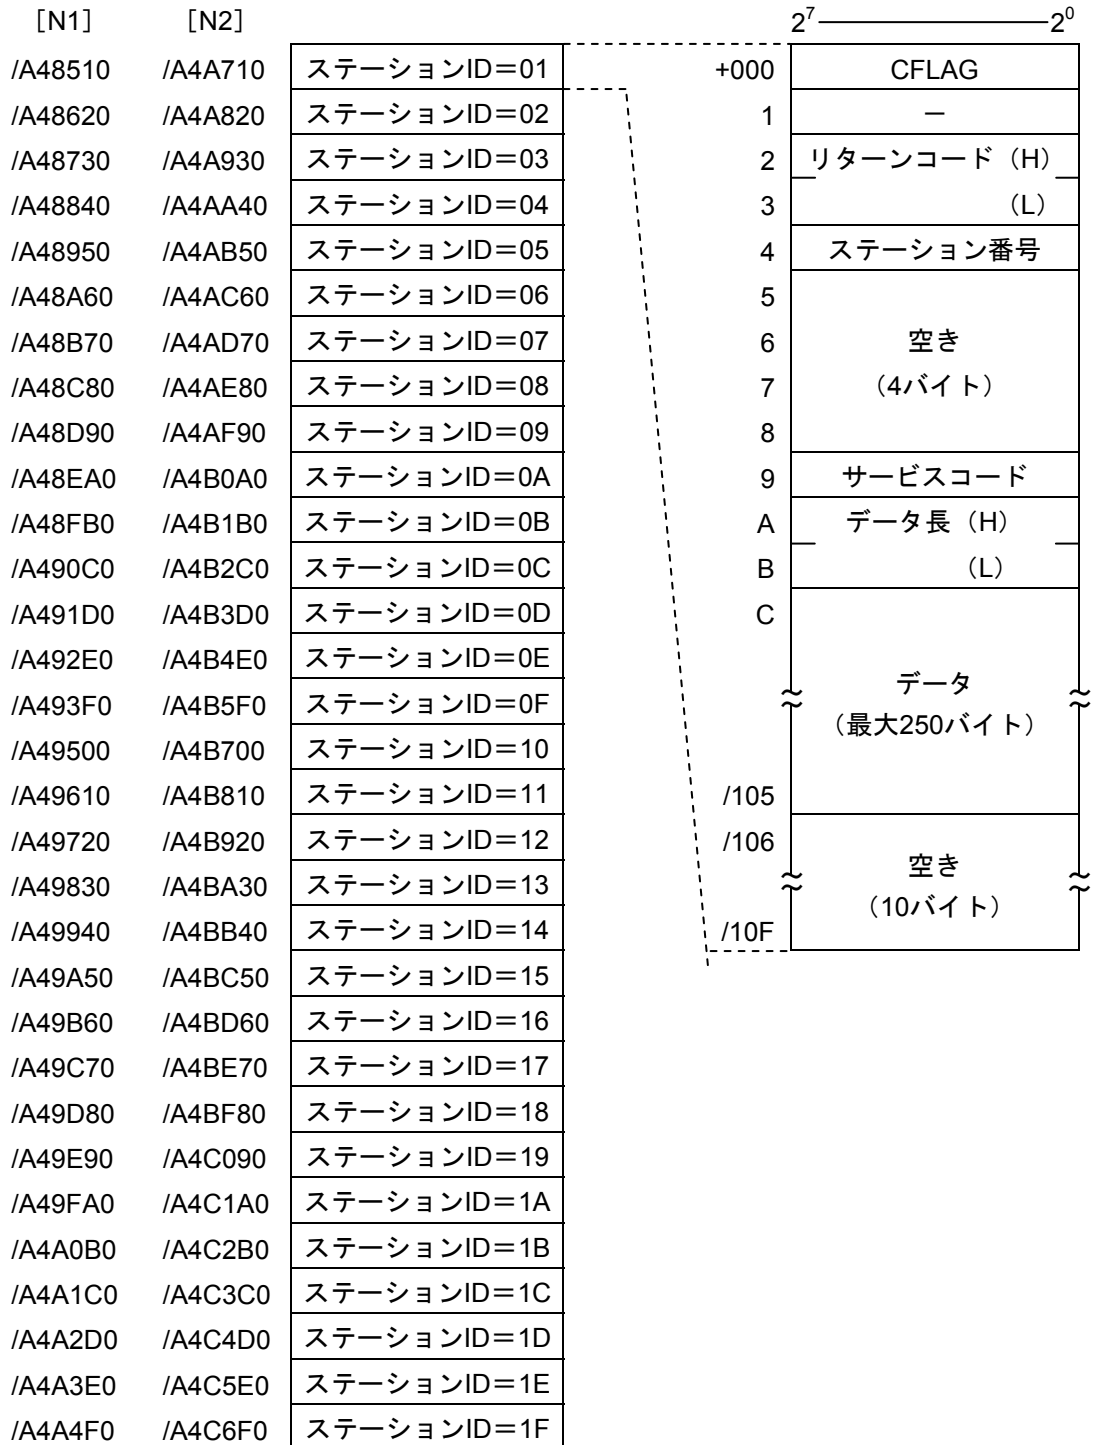 ［N1］ ［N2］ 2⁷ 2⁰
/A48510 /A4A710 ステーションID＝01 +000 CFLAG
/A48620 /A4A820 ステーションID＝02 1 －
/A48730 /A4A930 ステーションID＝03 2 リターンコード（H）
/A48840 /A4AA40 ステーションID＝04 3 （L）
/A48950 /A4AB50 ステーションID＝05 4 ステーション番号
/A48A60 /A4AC60 ステーションID＝06 5
/A48B70 /A4AD70 ステーションID＝07 6 空き
/A48C80 /A4AE80 ステーションID＝08 7 （4バイト）
/A48D90 /A4AF90 ステーションID＝09 8
/A48EA0 /A4B0A0 ステーションID＝0A 9 サービスコード
/A48FB0 /A4B1B0 ステーションID＝0B A データ長（H）
/A490C0 /A4B2C0 ステーションID＝0C B （L）
/A491D0 /A4B3D0 ステーションID＝0D C
/A492E0 /A4B4E0 ステーションID＝0E
/A493F0 /A4B5F0 ステーションID＝0F データ
/A49500 /A4B700 ステーションID＝10 （最大250バイト）
/A49610 /A4B810 ステーションID＝11 /105
/A49720 /A4B920 ステーションID＝12 /106 空き
/A49830 /A4BA30 ステーションID＝13 （10バイト）
/A49940 /A4BB40 ステーションID＝14 /10F
/A49A50 /A4BC50 ステーションID＝15
/A49B60 /A4BD60 ステーションID＝16
/A49C70 /A4BE70 ステーションID＝17
/A49D80 /A4BF80 ステーションID＝18
/A49E90 /A4C090 ステーションID＝19
/A49FA0 /A4C1A0 ステーションID＝1A
/A4A0B0 /A4C2B0 ステーションID＝1B
/A4A1C0 /A4C3C0 ステーションID＝1C
/A4A2D0 /A4C4D0 ステーションID＝1D
/A4A3E0 /A4C5E0 ステーションID＝1E
/A4A4F0 /A4C6F0 ステーションID＝1F